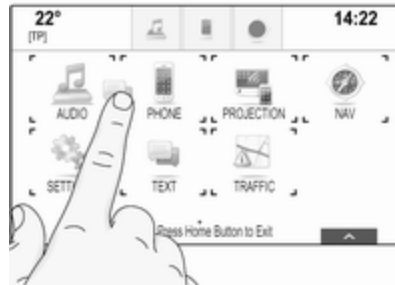 22° 14:22
[TP]
AUDIO PHONE PROJECTION NAV
TEXT TRAFFIC
Press Home Button to Exit